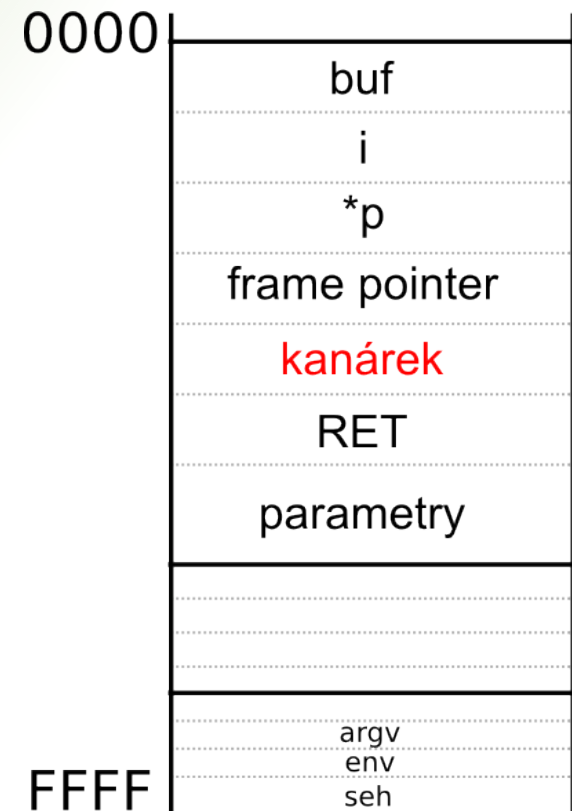 0000
buf
i
*p
frame pointer
kanárek
RET
parametry
argv
env
FFFF
seh